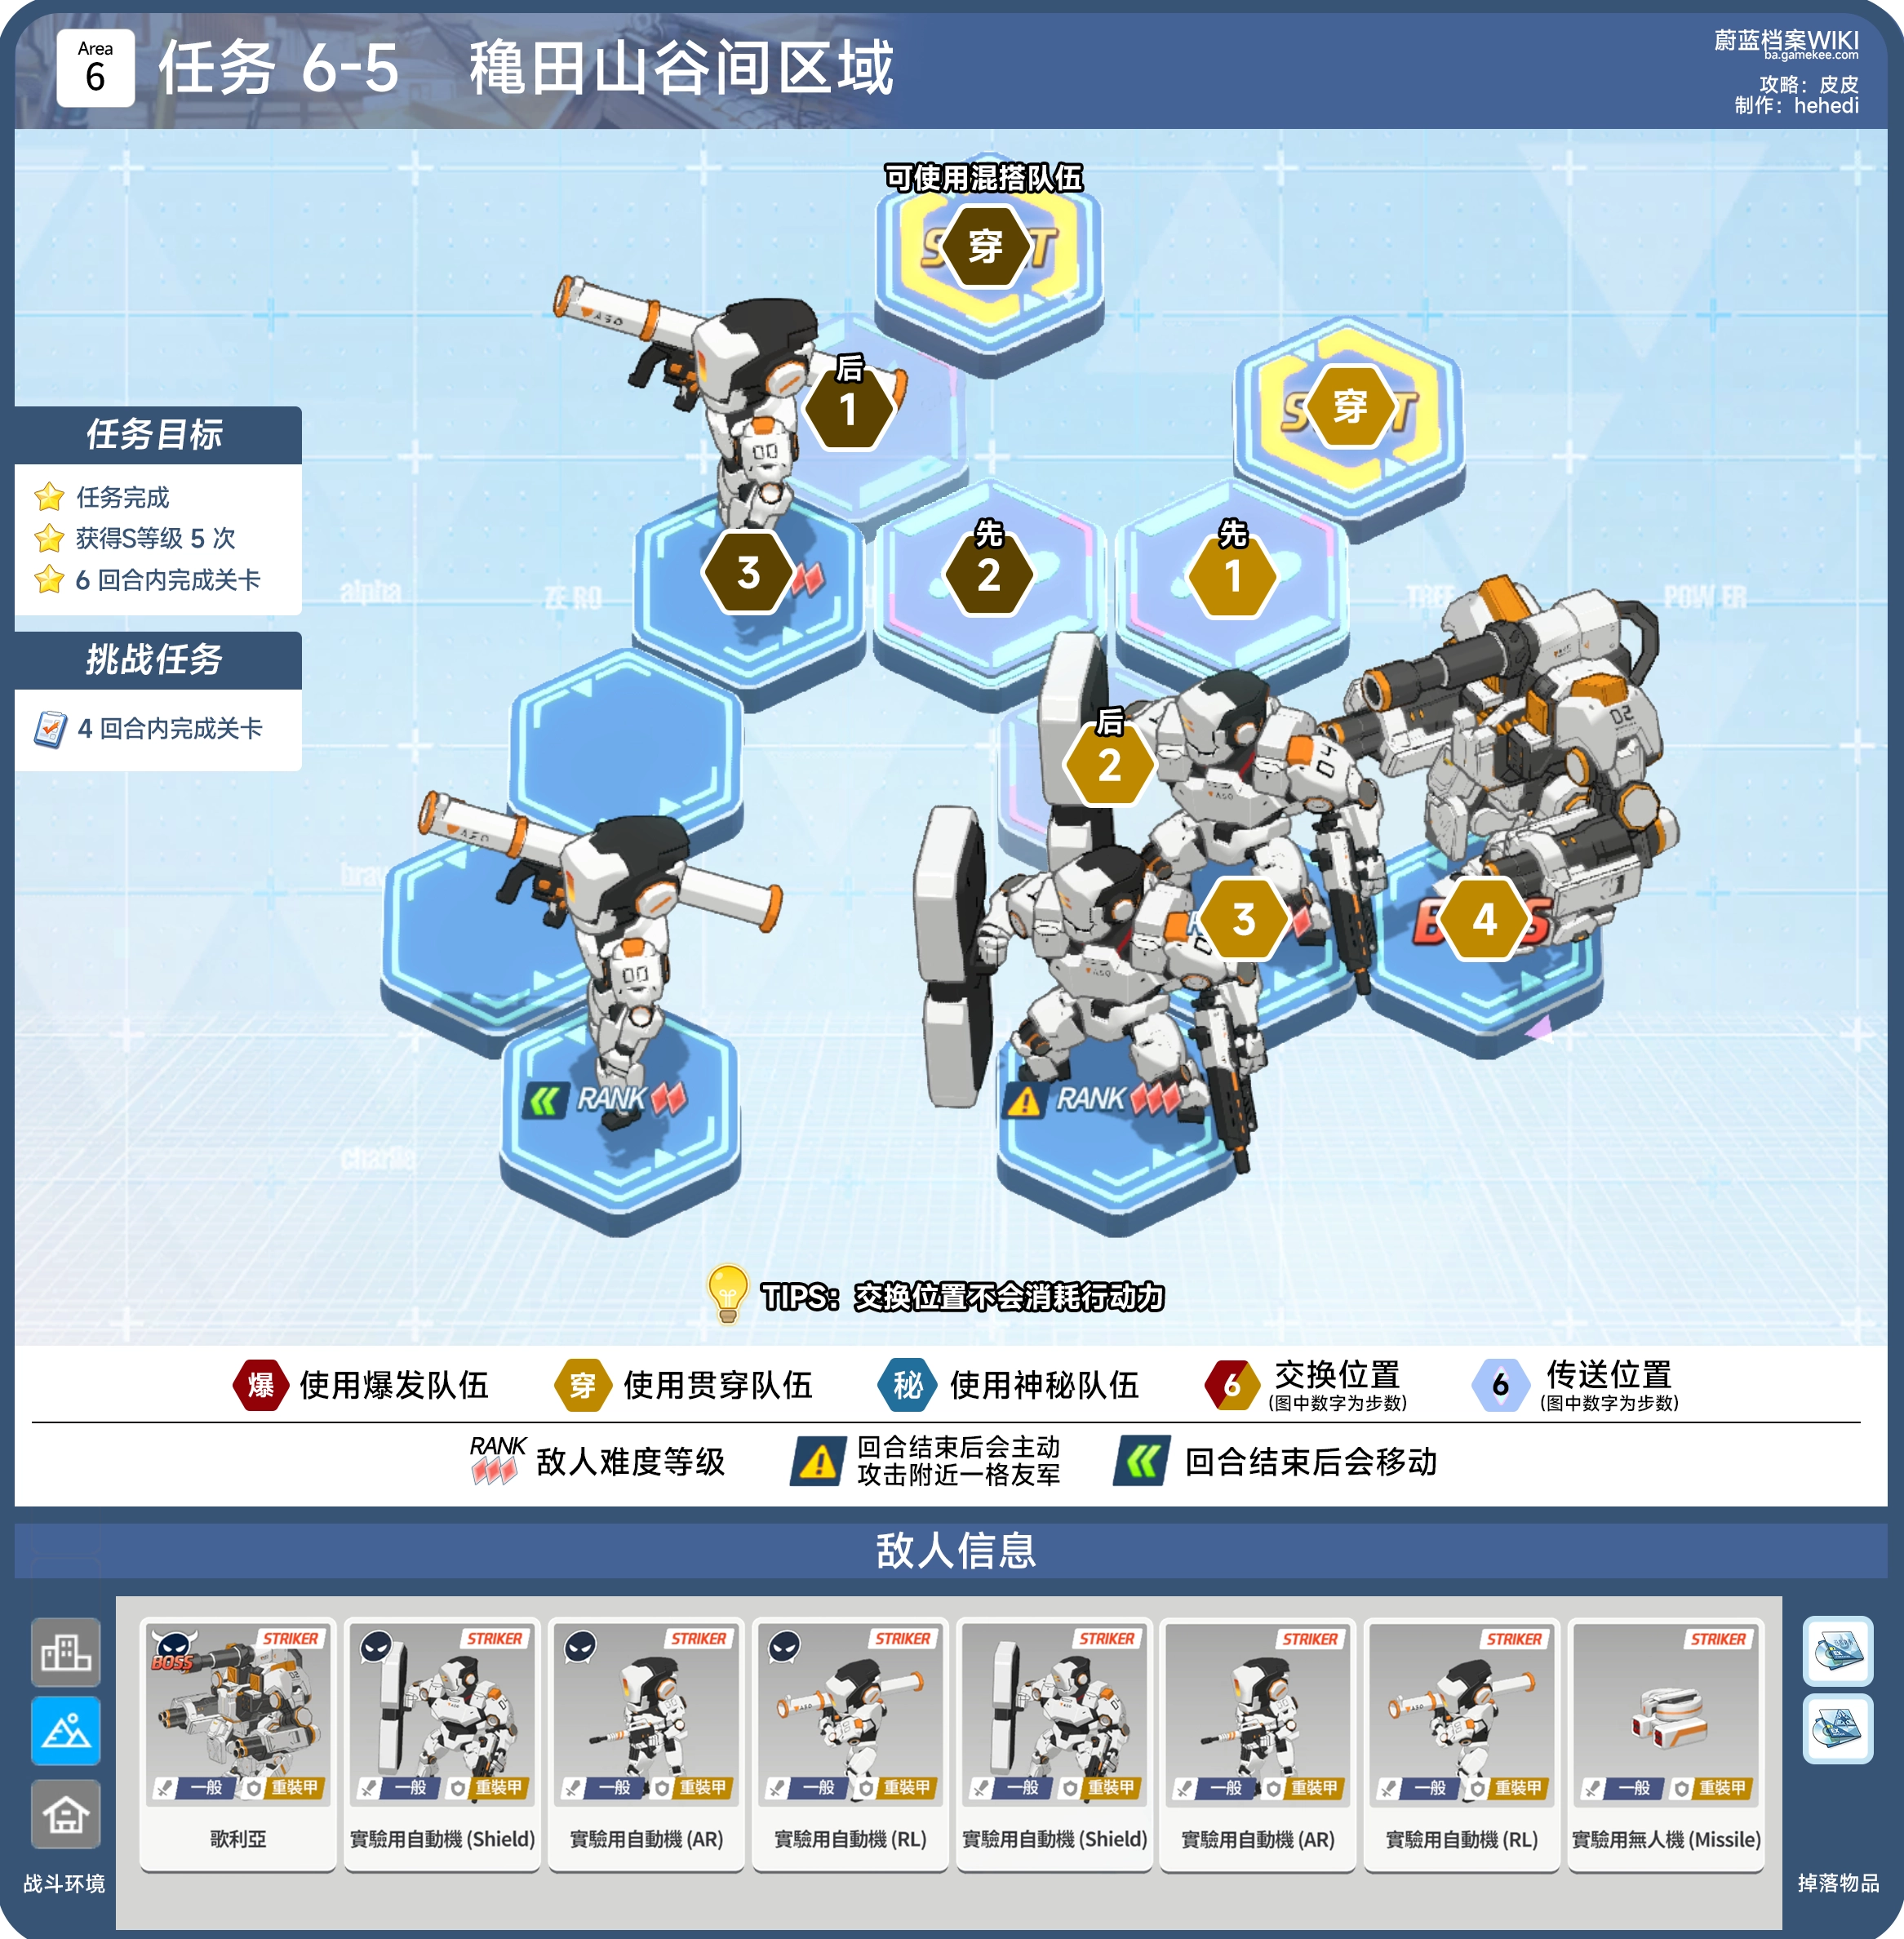 Area
6
任务 6-5 穐田山谷间区域
蔚蓝档案WIKI
ba.gamekee.com
攻略：皮皮
制作：hehedi
可使用混搭队伍
穿
穿
后
1
先
2
先
1
3
后
2
3
4
任务目标
任务完成
获得S等级 5 次
6 回合内完成关卡
挑战任务
4 回合内完成关卡
alpha
ZERO
TREE
POWER
charlie
RANK
RANK
TIPS：交换位置不会消耗行动力
爆 使用爆发队伍
穿 使用贯穿队伍
秘 使用神秘队伍
6 交换位置
(图中数字为步数)
6 传送位置
(图中数字为步数)
RANK 敌人难度等级
回合结束后会主动
攻击附近一格友军
回合结束后会移动
敌人信息
BOSS STRIKER
一般 重裝甲
歌利亞
STRIKER
一般 重裝甲
實驗用自動機 (Shield)
STRIKER
一般 重裝甲
實驗用自動機 (AR)
STRIKER
一般 重裝甲
實驗用自動機 (RL)
STRIKER
一般 重裝甲
實驗用自動機 (Shield)
STRIKER
一般 重裝甲
實驗用自動機 (AR)
STRIKER
一般 重裝甲
實驗用自動機 (RL)
STRIKER
一般 重裝甲
實驗用無人機 (Missile)
战斗环境
掉落物品